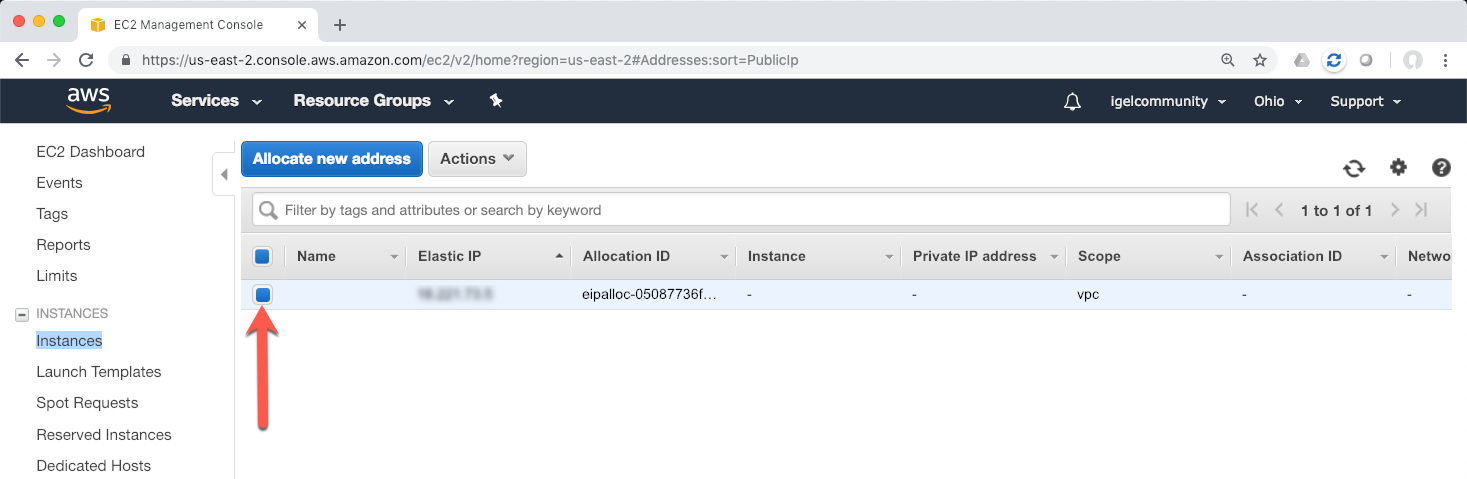 EC2 Management Console
https://us-east-2.console.aws.amazon.com/ec2/v2/home?region=us-east-2#Addresses:sort=PublicIp
aws Services Resource Groups igelcommunity Ohio Support
EC2 Dashboard
Events
Tags
Reports
Limits
INSTANCES
Instances
Launch Templates
Spot Requests
Reserved Instances
Dedicated Hosts
Allocate new address Actions
Filter by tags and attributes or search by keyword 1 to 1 of 1
Name Elastic IP Allocation ID Instance Private IP address Scope Association ID Netwo
eipalloc-05087736f... - - vpc - -